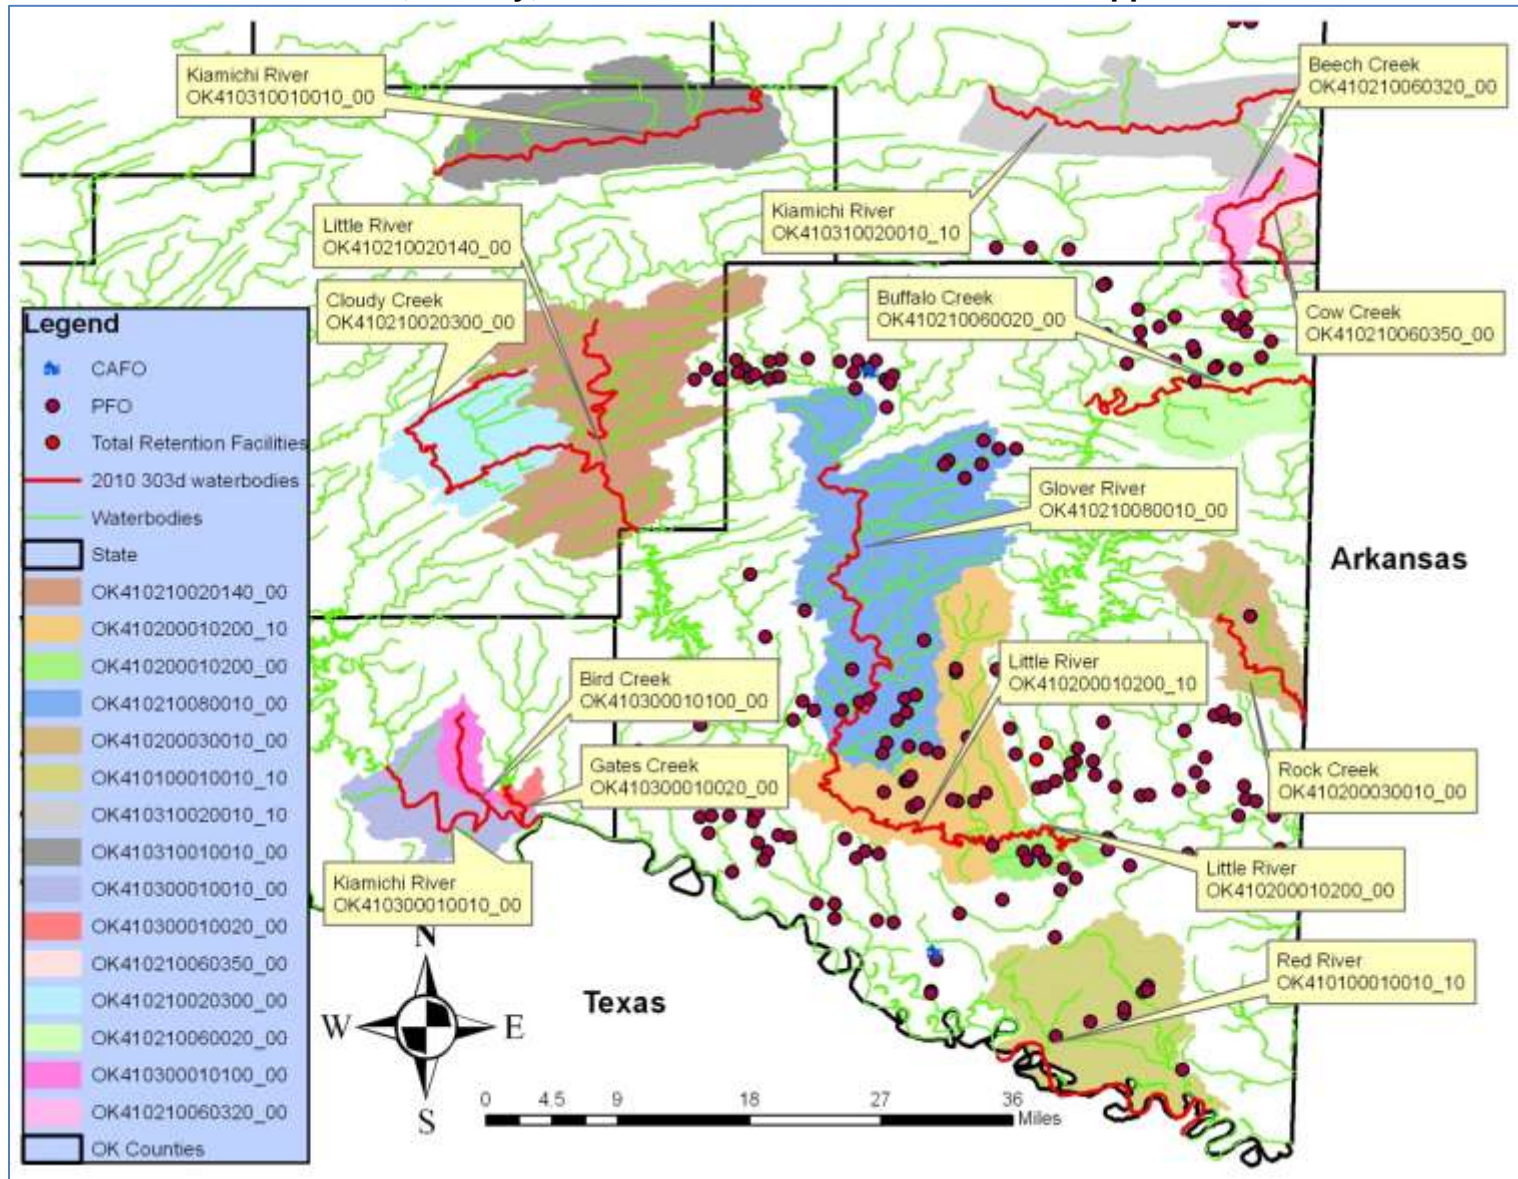 Kiamichi River
OK410310010010_00
Beech Creek
OK410210060320_00
Kiamichi River
OK410310020010_10
Little River
OK410210020140_00
Cloudy Creek
OK410210020300_00
Buffalo Creek
OK410210060020_00
Cow Creek
OK410210060350_00
Glover River
OK410210080010_00
Arkansas
Little River
OK410200010200_10
Bird Creek
OK410300010100_00
Gates Creek
OK410300010020_00
Rock Creek
OK410200030010_00
Kiamichi River
OK410300010010_00
Little River
OK410200010200_00
Red River
OK410100010010_10
Texas
N
W
E
S
0 4.5 9 18 27 36
Miles
Legend
CAFO
PFO
Total Retention Facilities
2010 303d waterbodies
Waterbodies
State
OK410210020140_00
OK410200010200_10
OK410200010200_00
OK410210080010_00
OK410200030010_00
OK410100010010_10
OK410310020010_10
OK410310010010_00
OK410300010010_00
OK410300010020_00
OK410210060350_00
OK410210020300_00
OK410210060020_00
OK410300010100_00
OK410210060320_00
OK Counties